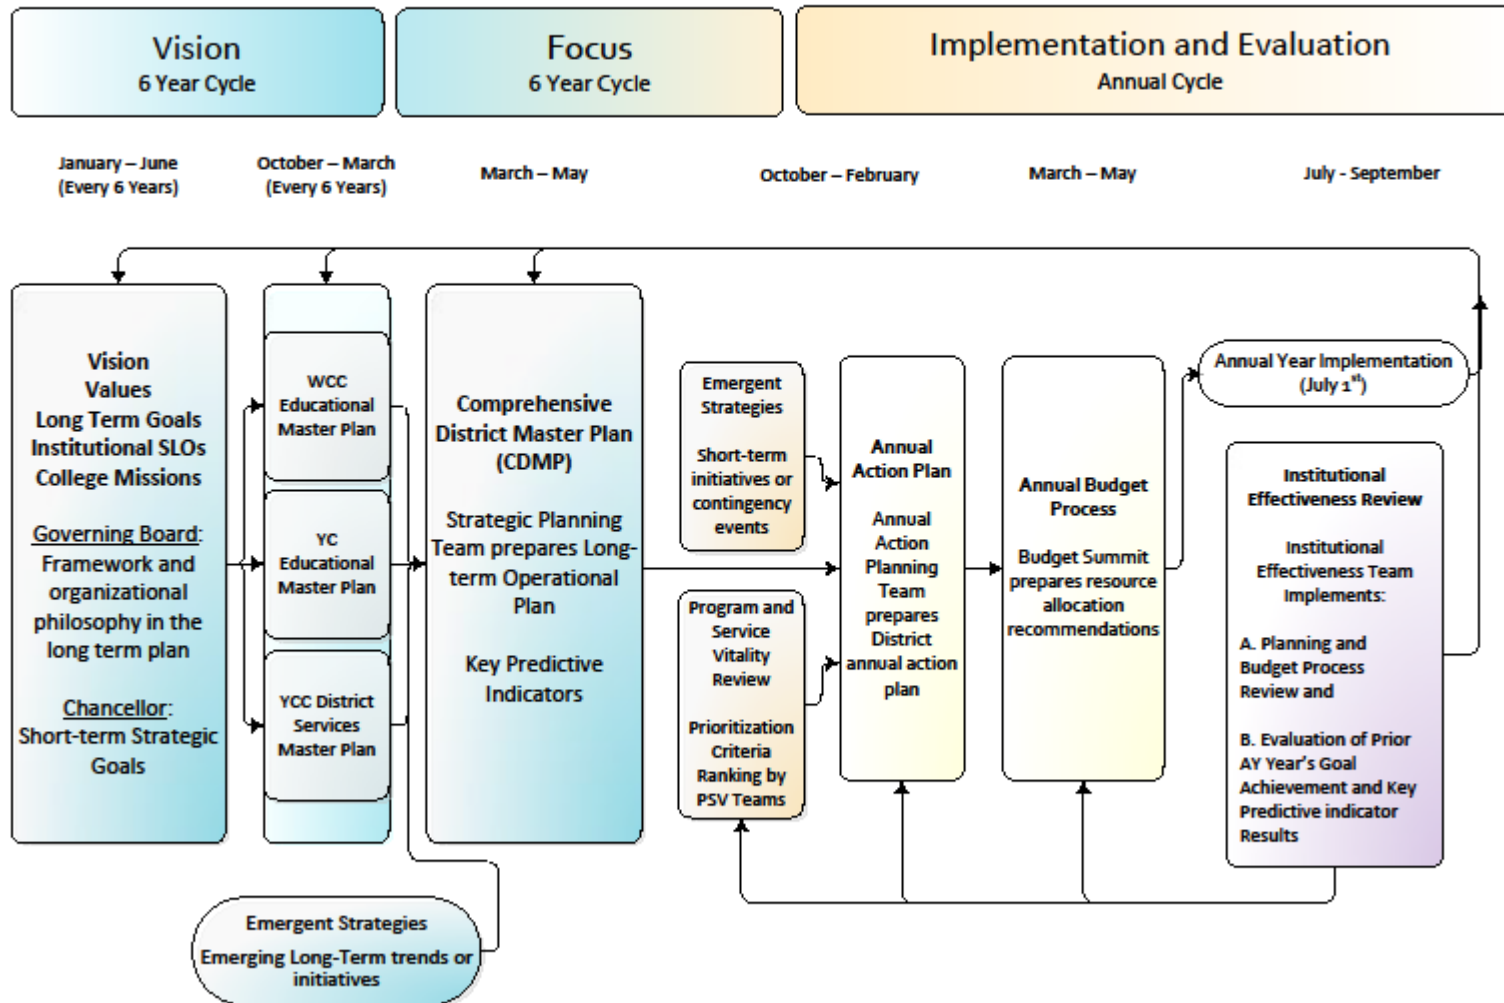 Vision
6 Year Cycle
Focus
6 Year Cycle
Implementation and Evaluation
Annual Cycle
January – June
(Every 6 Years)
October – March
(Every 6 Years)
March – May
October – February
March – May
July - September
Vision
Values
Long Term Goals
Institutional SLOs
College Missions
Governing Board:
Framework and
organizational
philosophy in the
long term plan
Chancellor:
Short-term Strategic
Goals
WCC
Educational
Master Plan
YC
Educational
Master Plan
YCC District
Services
Master Plan
Comprehensive
District Master Plan
(CDMP)
Strategic Planning
Team prepares Long-
term Operational
Plan
Key Predictive
Indicators
Emergent Strategies
Emerging Long-Term trends or
initiatives
Emergent
Strategies
Short-term
initiatives or
contingency
events
Program and
Service
Vitality
Review
Prioritization
Criteria
Ranking by
PSV Teams
Annual
Action Plan
Annual
Action
Planning
Team
prepares
District
annual action
plan
Annual Budget
Process
Budget Summit
prepares resource
allocation
recommendations
Annual Year Implementation
(July 1st)
Institutional
Effectiveness Review
Institutional
Effectiveness Team
Implements:
A. Planning and
Budget Process
Review and
B. Evaluation of Prior
AY Year's Goal
Achievement and Key
Predictive indicator
Results